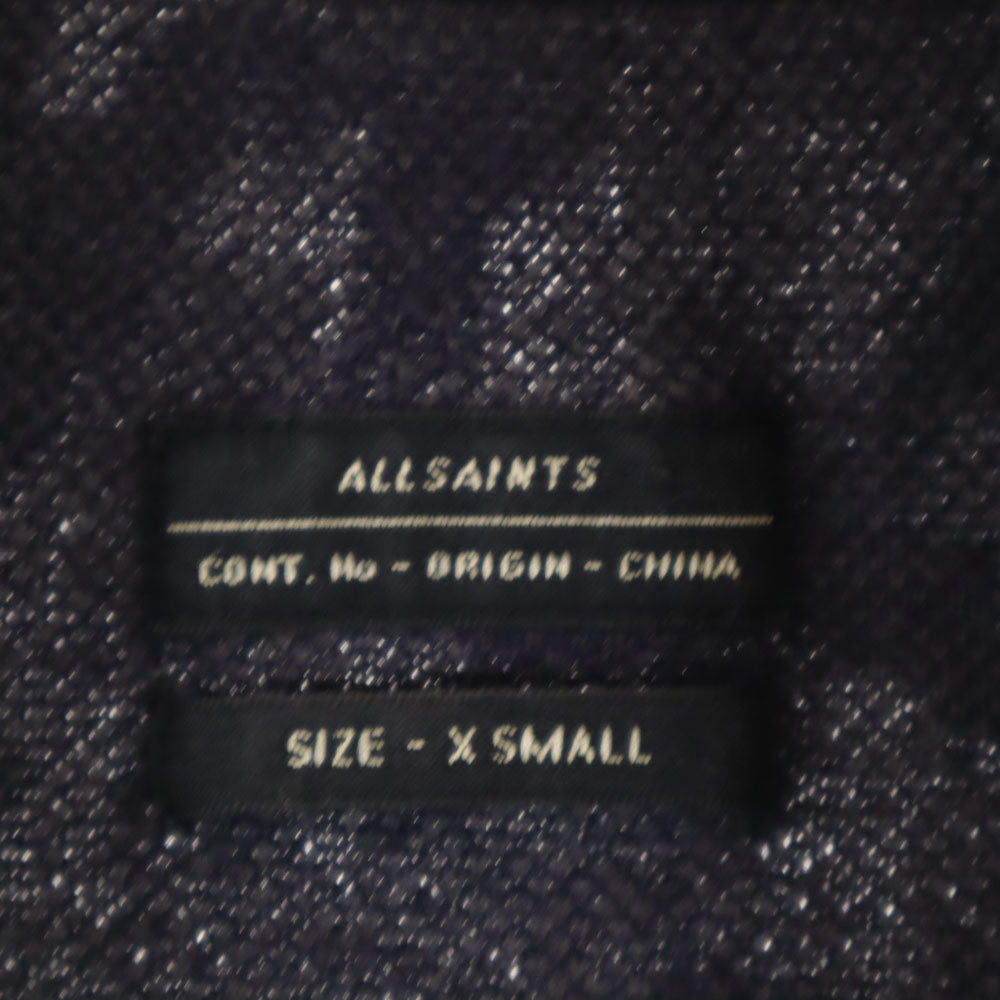 ALLSAINTS
CONT. No - ORIGIN - CHINA
SIZE - X SMALL